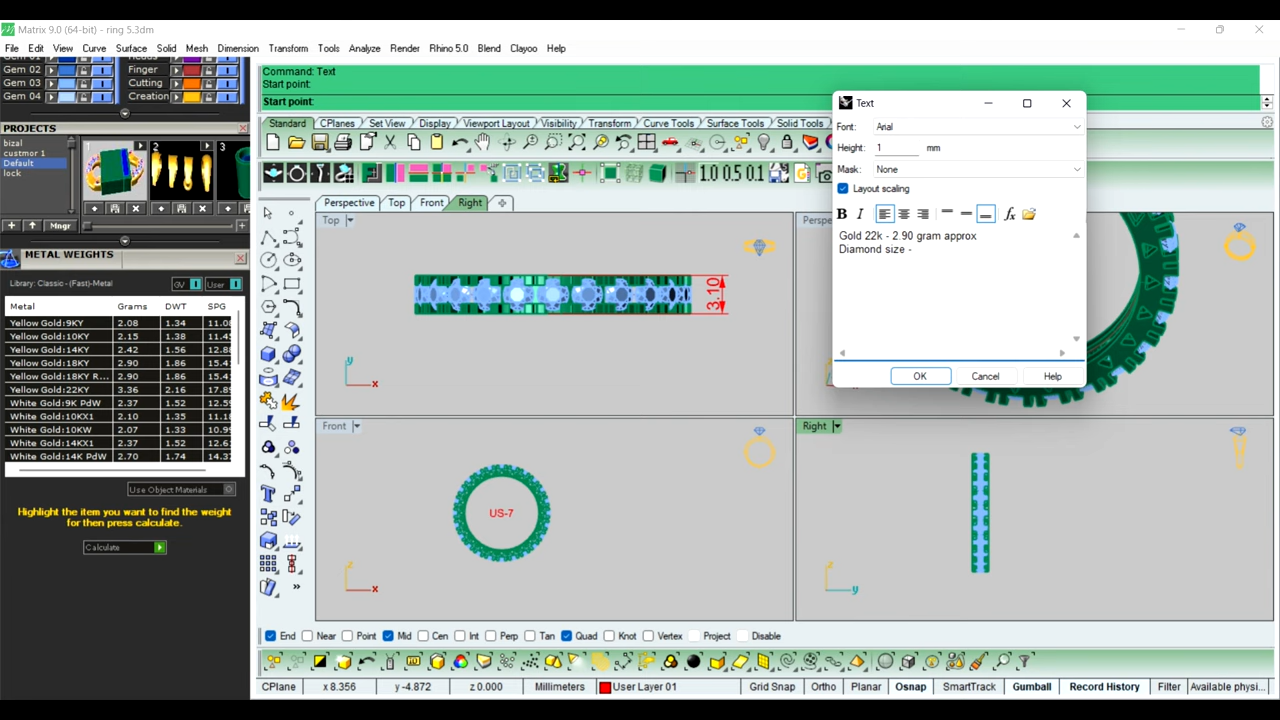 Matrix 9.0 (64-bit) - ring 5.3dm
File Edit View Curve Surface Solid Mesh Dimension Transform Tools Analyze Render Rhino 5.0 Blend Clayoo Help
Gem 02 Finger
Gem 03 Cutting
Gem 04 Creation
Command: Text
Start point:
Start point:
Standard CPlanes Set View Display Viewport Layout Visibility Transform Curve Tools Surface Tools Solid Tools
1.0 0.5 0.1
PROJECTS
bizal
custmor 1
Default
lock
1 2 3
Mngr
METAL WEIGHTS
Library: Classic - (Fast)-Metal GV User
Metal Grams DWT SPG
Yellow Gold:9KY 2.08 1.34
Yellow Gold:10KY 2.15 1.38
Yellow Gold:14KY 2.42 1.56
Yellow Gold:18KY 2.90 1.86
Yellow Gold:18KY R... 2.90 1.86
Yellow Gold:22KY 3.36 2.16
White Gold:9K PdW 2.37 1.52
White Gold:10KX1 2.10 1.35
White Gold:10KW 2.07 1.33
White Gold:14KX1 2.37 1.52
White Gold:14K PdW 2.70 1.74
Use Object Materials
Highlight the item you want to find the weight
for then press calculate.
Calculate
Perspective Top Front Right
Top
3.10
y
x
Front
US-7
z
x
Right
z
y
Text
Font: Arial
Height: 1 mm
Mask: None
Layout scaling
B I fx
Gold 22k - 2.90 gram approx
Diamond size -
OK Cancel Help
End Near Point Mid Cen Int Perp Tan Quad Knot Vertex Project Disable
CPlane x 8.356 y -4.872 z 0.000 Millimeters User Layer 01 Grid Snap Ortho Planar Osnap SmartTrack Gumball Record History Filter Available physi...